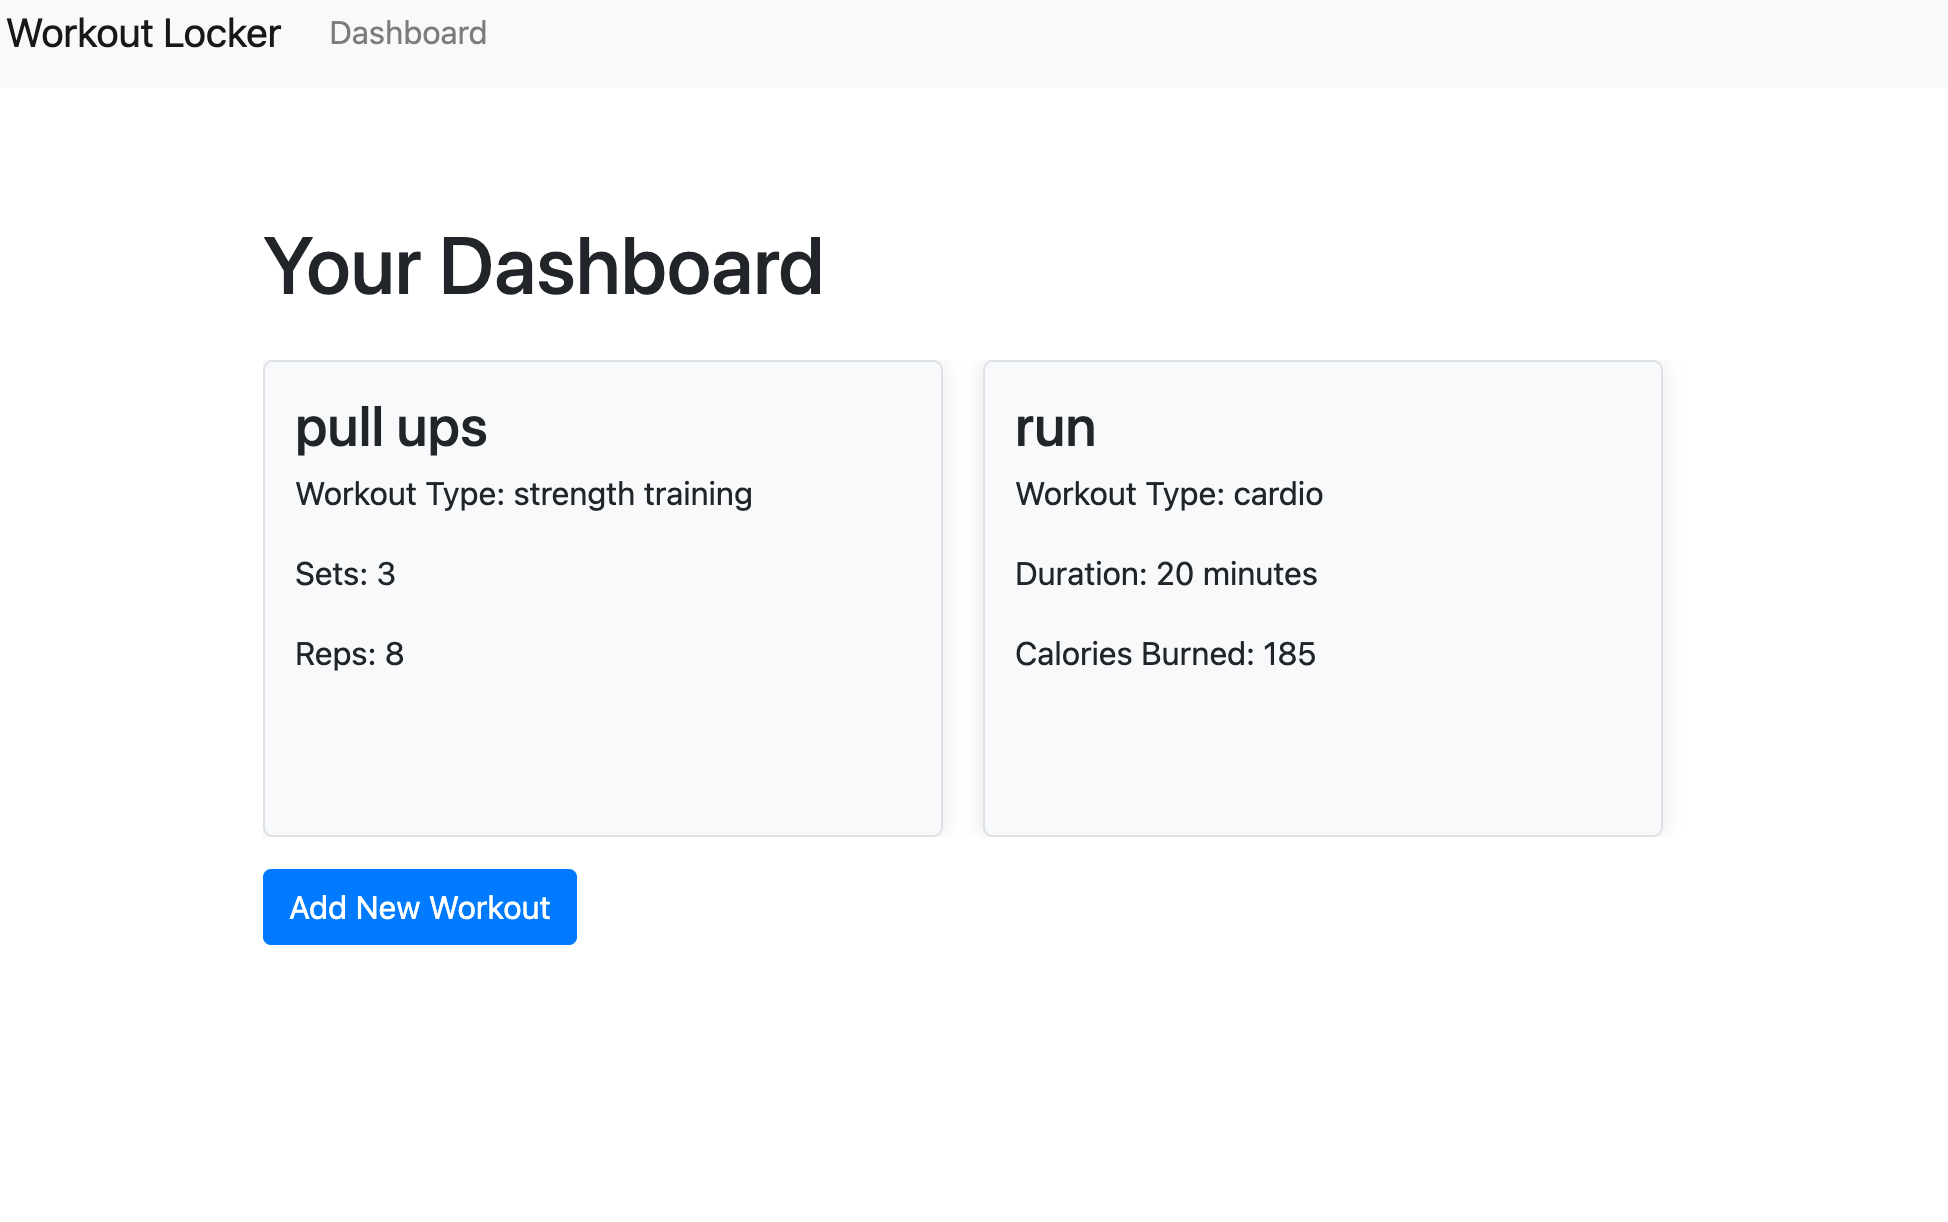 Workout Locker Dashboard
Your Dashboard
pull ups
Workout Type: strength training
Sets: 3
Reps: 8
run
Workout Type: cardio
Duration: 20 minutes
Calories Burned: 185
Add New Workout